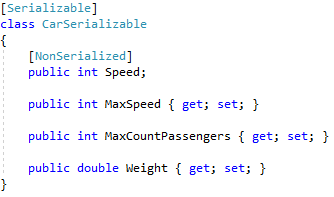 [Serializable]
class CarSerializable
{
[NonSerialized]
public int Speed;
public int MaxSpeed { get; set; }
public int MaxCountPassengers { get; set; }
public double Weight { get; set; }
}